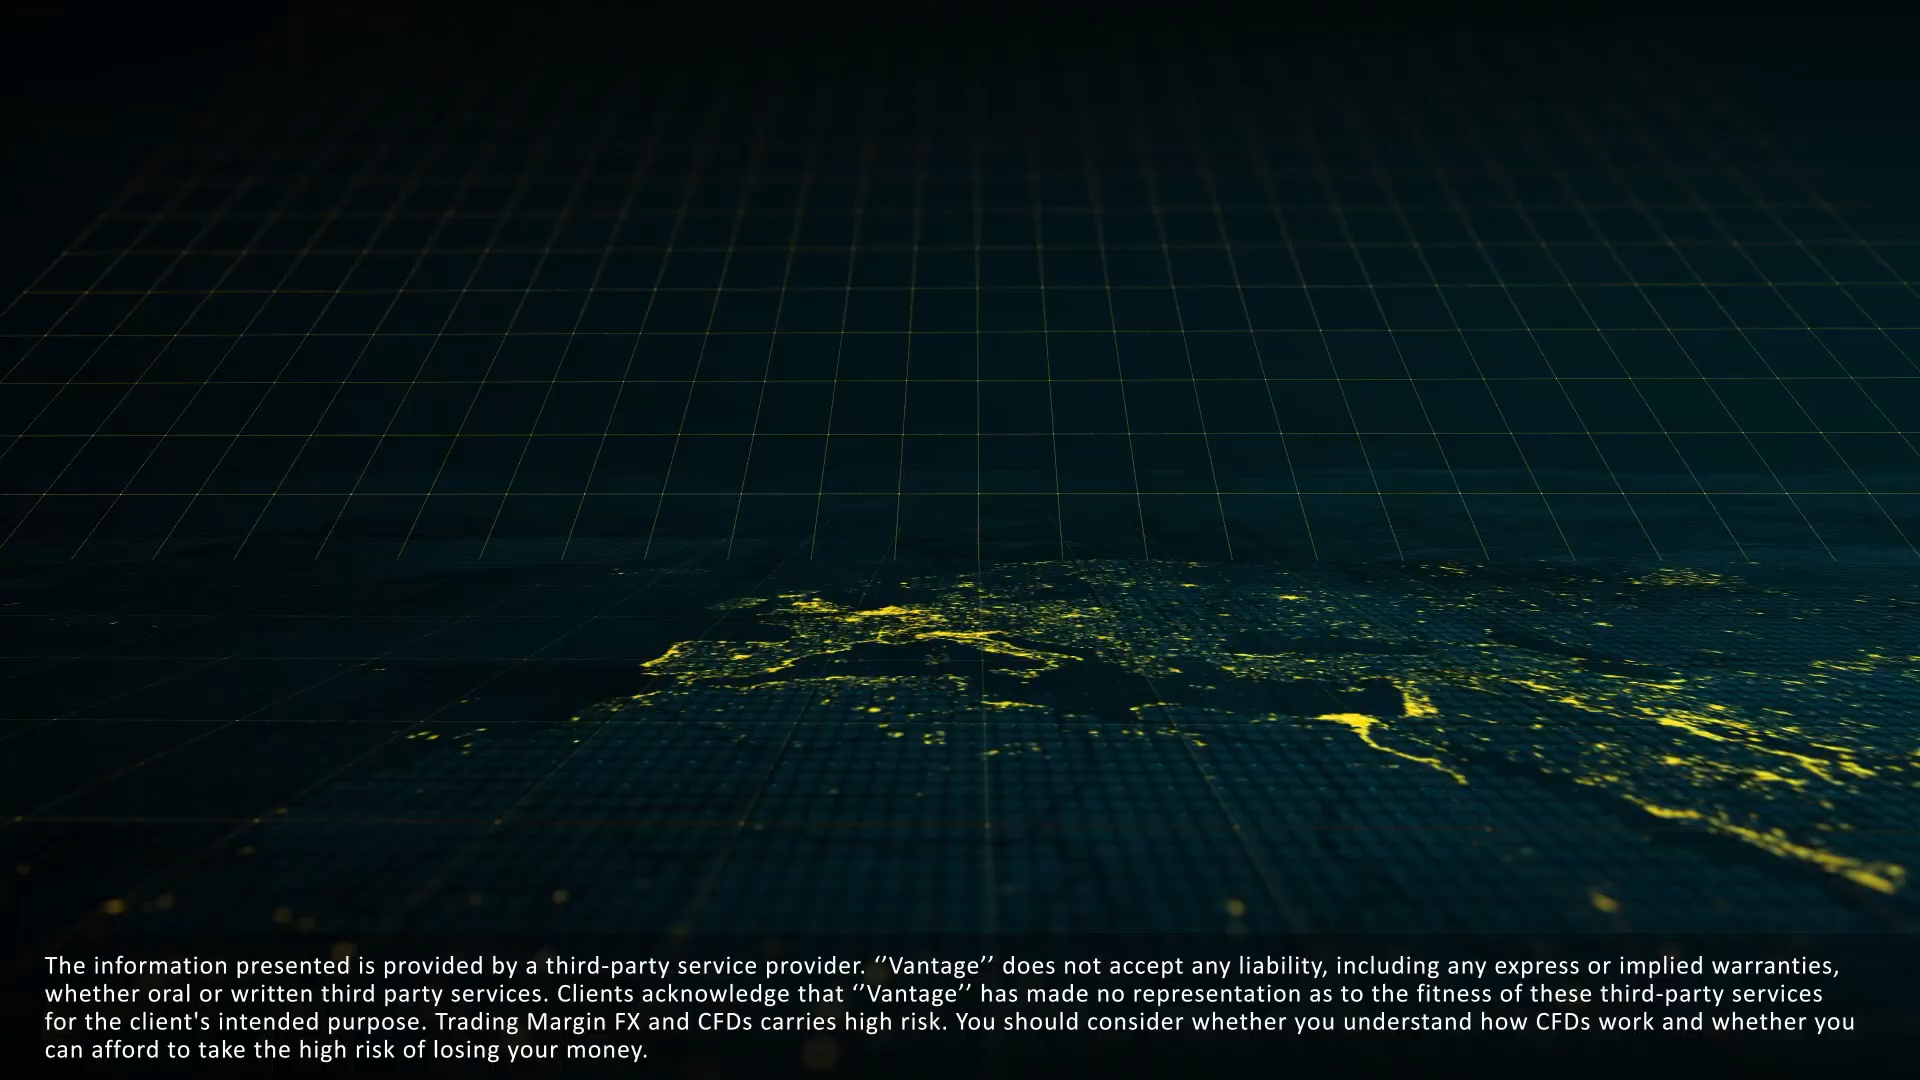 The information presented is provided by a third-party service provider. ‘’Vantage’’ does not accept any liability, including any express or implied warranties,
whether oral or written third party services. Clients acknowledge that ‘’Vantage’’ has made no representation as to the fitness of these third-party services
for the client's intended purpose. Trading Margin FX and CFDs carries high risk. You should consider whether you understand how CFDs work and whether you
can afford to take the high risk of losing your money.